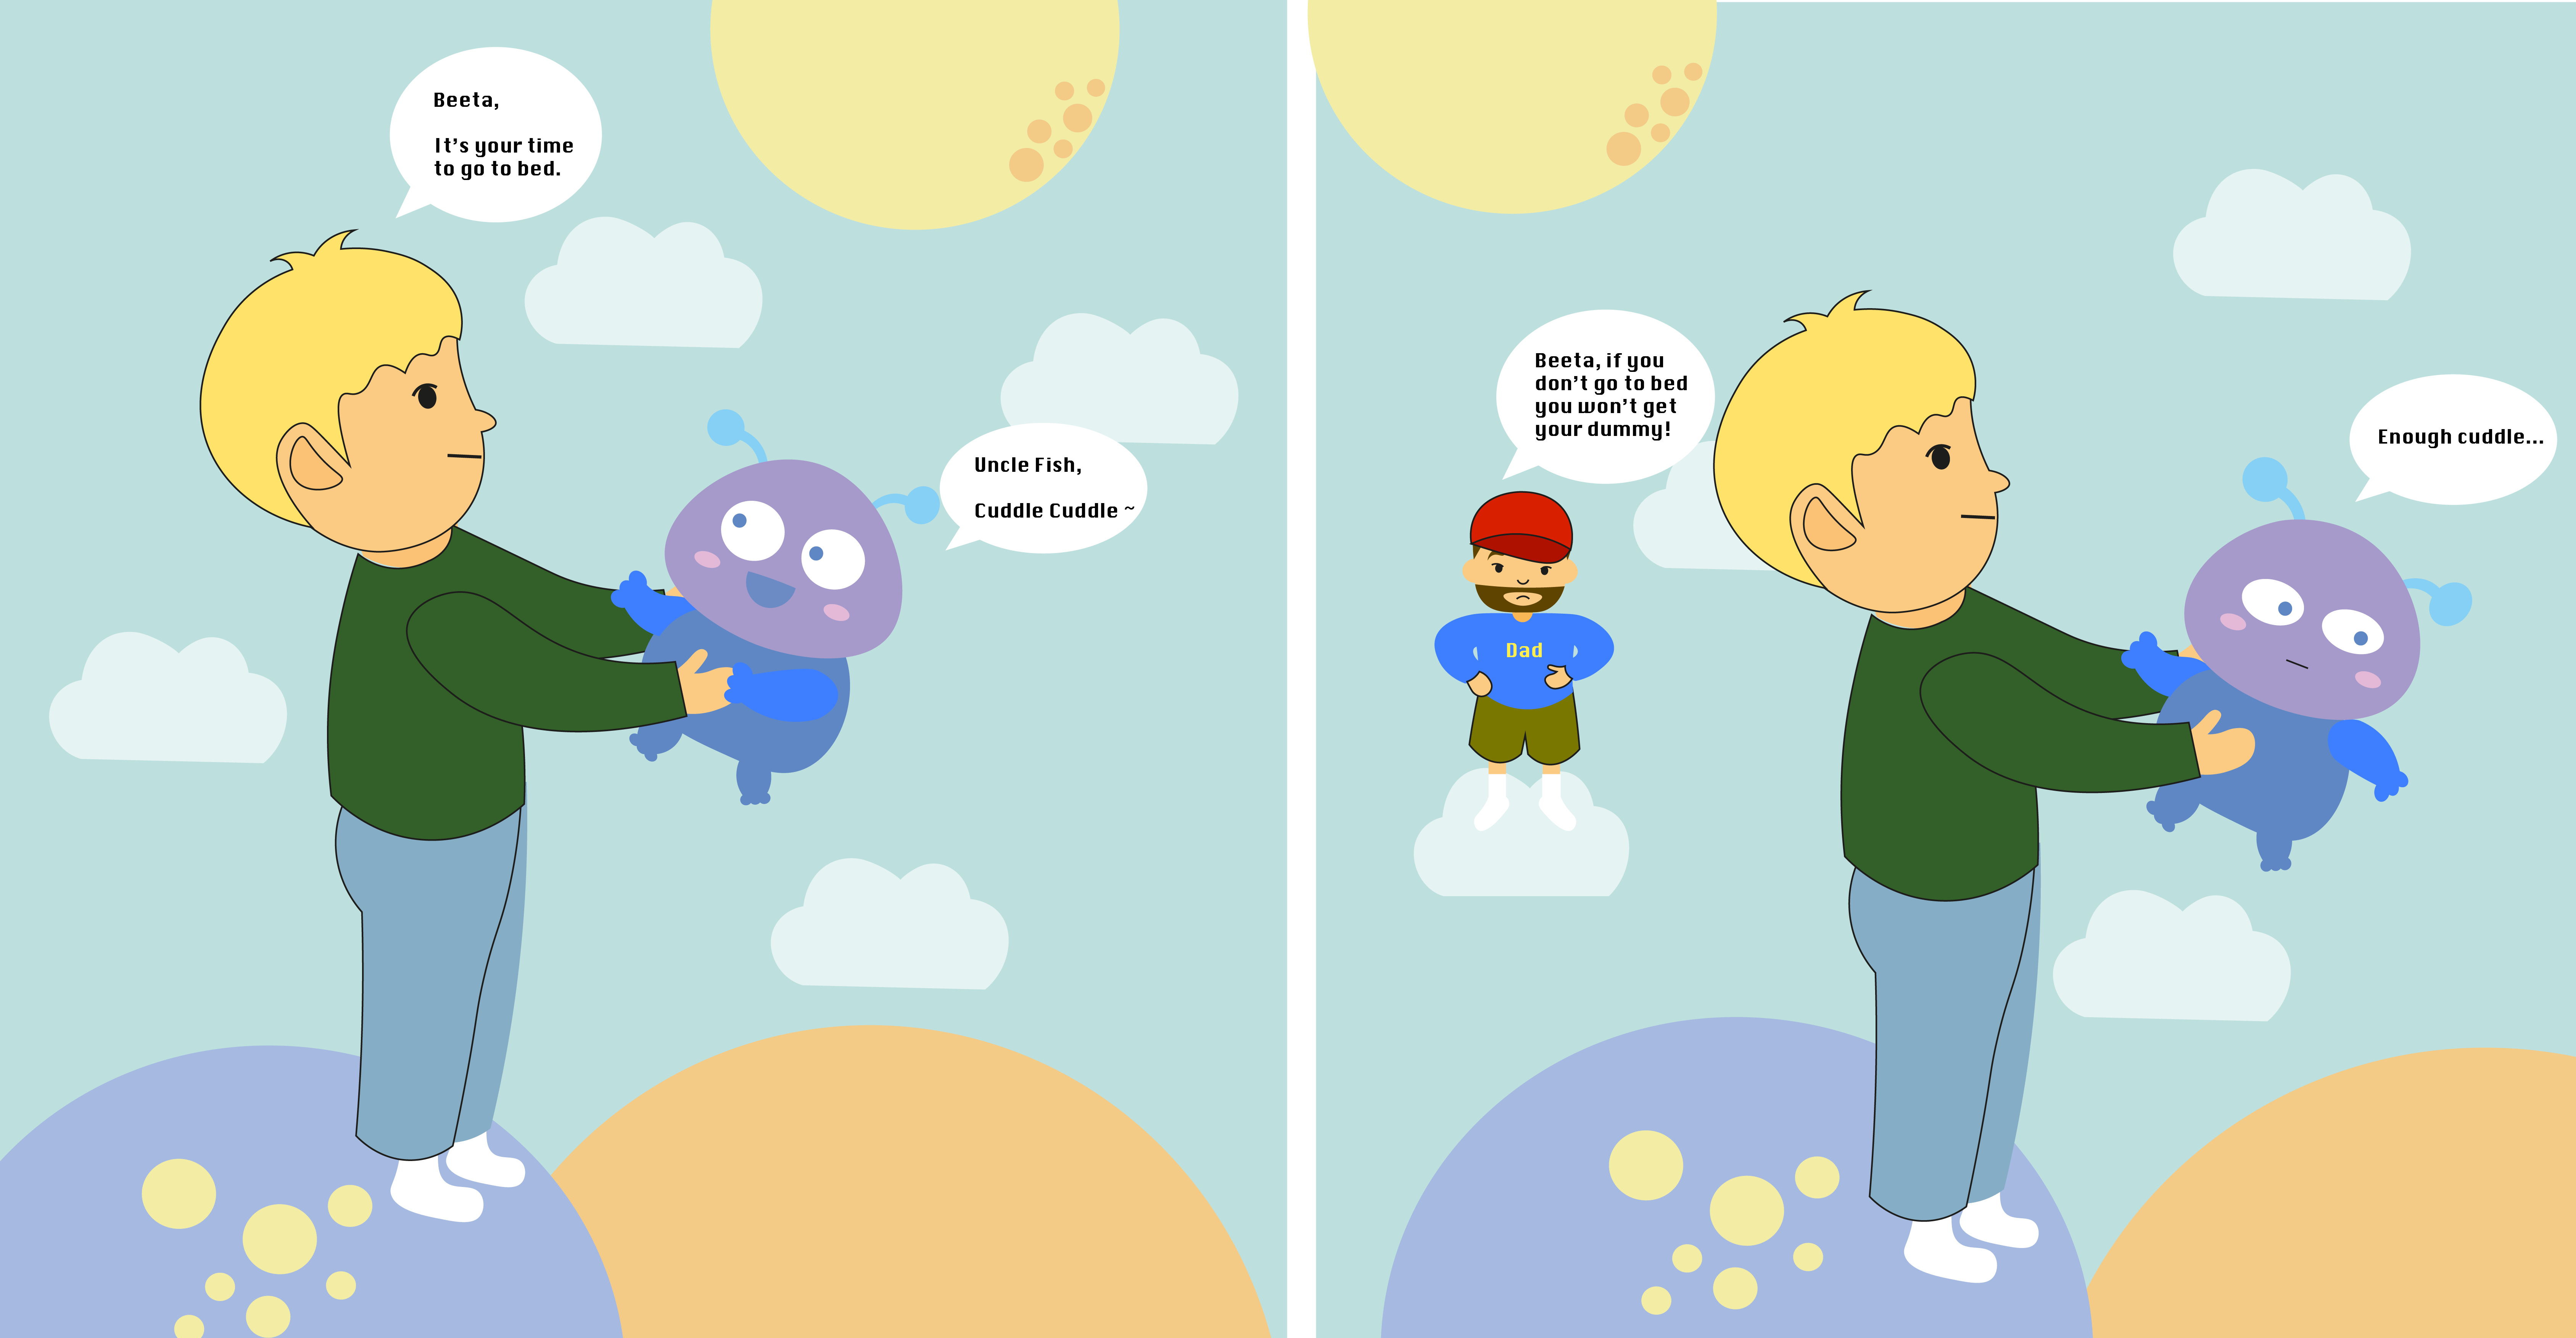 Beeta,
It's your time
to go to bed.
Uncle Fish,
Cuddle Cuddle ~
Beeta, if you
don't go to bed
you won't get
your dummy!
Dad
Enough cuddle...